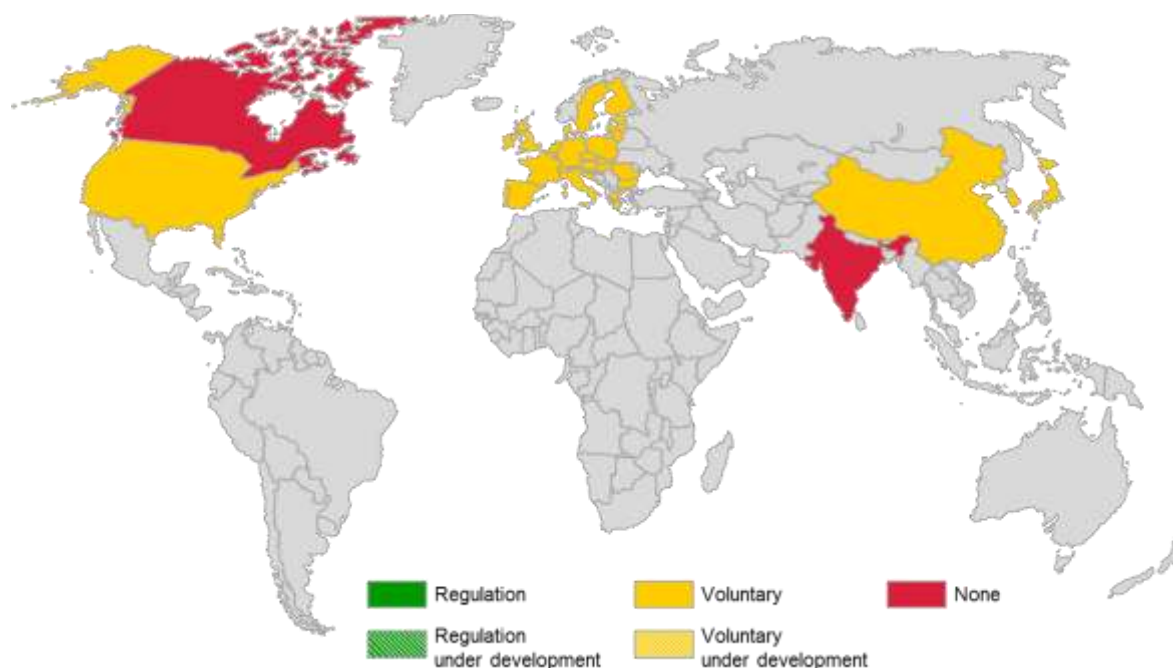 Regulation
Voluntary
None
Regulation
under development
Voluntary
under development